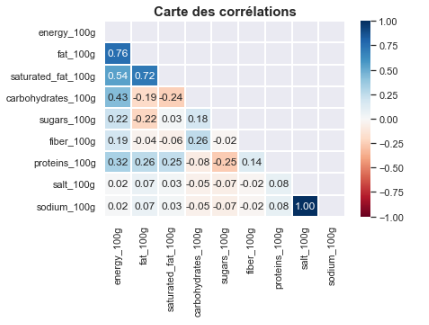 Carte des corrélations
energy_100g
fat_100g 0.76
saturated_fat_100g 0.54 0.72
carbohydrates_100g 0.43 -0.19 -0.24
sugars_100g 0.22 -0.22 0.03 0.18
fiber_100g 0.19 -0.04 -0.06 0.26 -0.02
proteins_100g 0.32 0.26 0.25 -0.08 -0.25 0.14
salt_100g 0.02 0.07 0.03 -0.05 -0.07 -0.02 0.08
sodium_100g 0.02 0.07 0.03 -0.05 -0.07 -0.02 0.08 1.00
energy_100g
fat_100g
saturated_fat_100g
carbohydrates_100g
sugars_100g
fiber_100g
proteins_100g
salt_100g
sodium_100g
1.00
0.75
0.50
0.25
0.00
−0.25
−0.50
−0.75
−1.00